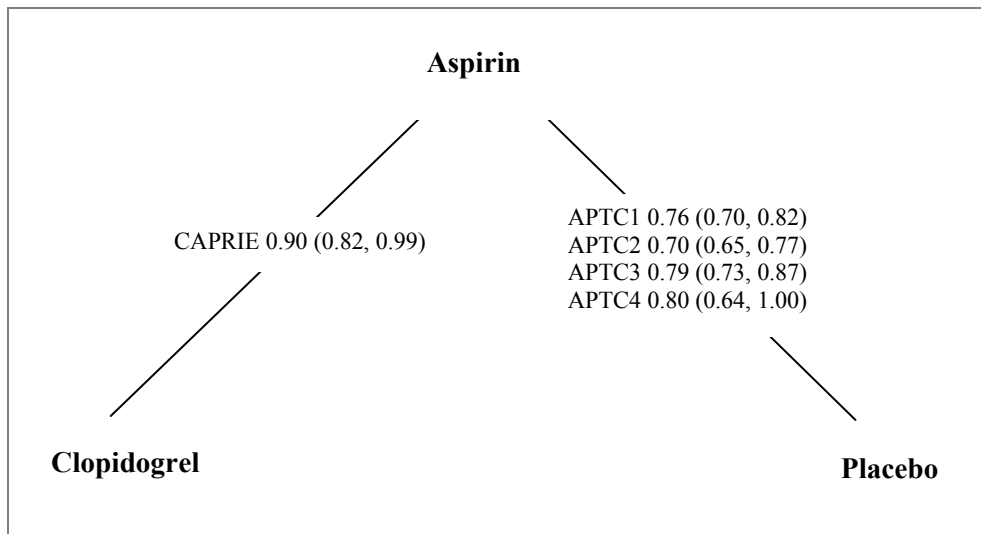 Aspirin
CAPRIE 0.90 (0.82, 0.99)
APTC1 0.76 (0.70, 0.82)
APTC2 0.70 (0.65, 0.77)
APTC3 0.79 (0.73, 0.87)
APTC4 0.80 (0.64, 1.00)
Clopidogrel
Placebo